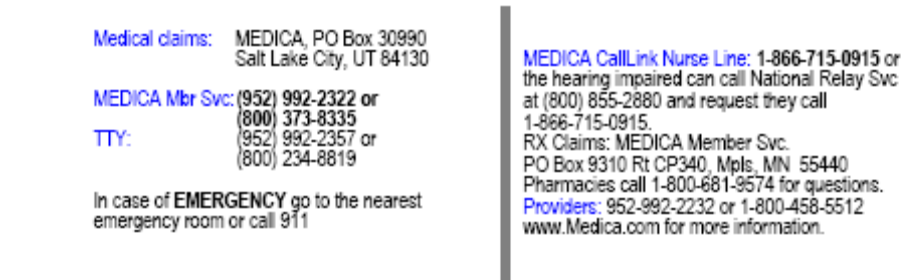 Medical claims: MEDICA, PO Box 30990
Salt Lake City, UT 84130
MEDICA Mbr Svc: (952) 992-2322 or
(800) 373-8335
TTY: (952) 992-2357 or
(800) 234-8819
In case of EMERGENCY go to the nearest
emergency room or call 911
MEDICA CallLink Nurse Line: 1-866-715-0915 or
the hearing impaired can call National Relay Svc
at (800) 855-2880 and request they call
1-866-715-0915.
RX Claims: MEDICA Member Svc.
PO Box 9310 Rt CP340, Mpls, MN 55440
Pharmacies call 1-800-681-9574 for questions.
Providers: 952-992-2232 or 1-800-458-5512
www.Medica.com for more information.